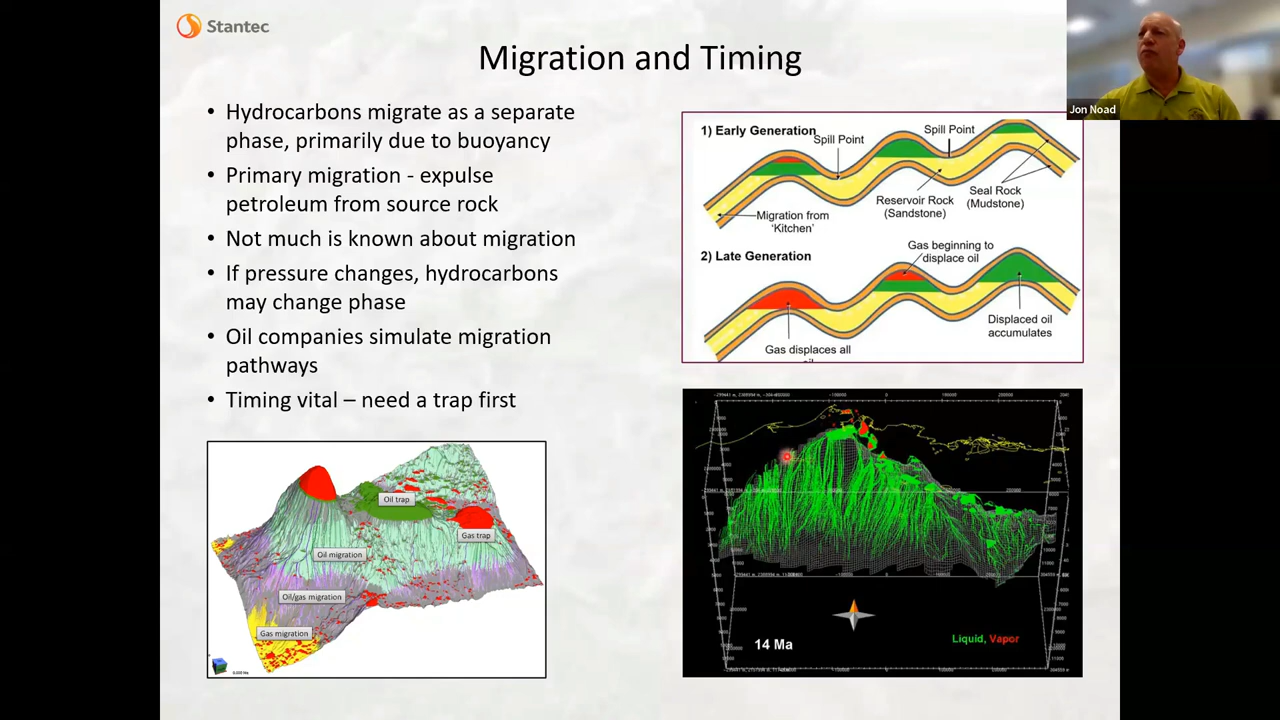 Stantec
Migration and Timing
Jon Noad
• Hydrocarbons migrate as a separate
phase, primarily due to buoyancy
• Primary migration - expulse
petroleum from source rock
• Not much is known about migration
• If pressure changes, hydrocarbons
may change phase
• Oil companies simulate migration
pathways
• Timing vital – need a trap first
1) Early Generation
Spill Point
Spill Point
Reservoir Rock
(Sandstone)
Seal Rock
(Mudstone)
Migration from
'Kitchen'
2) Late Generation
Gas beginning to
displace oil
Displaced oil
accumulates
Gas displaces all
Oil trap
Gas trap
Oil migration
Oil/gas migration
Gas migration
14 Ma
Liquid, Vapor